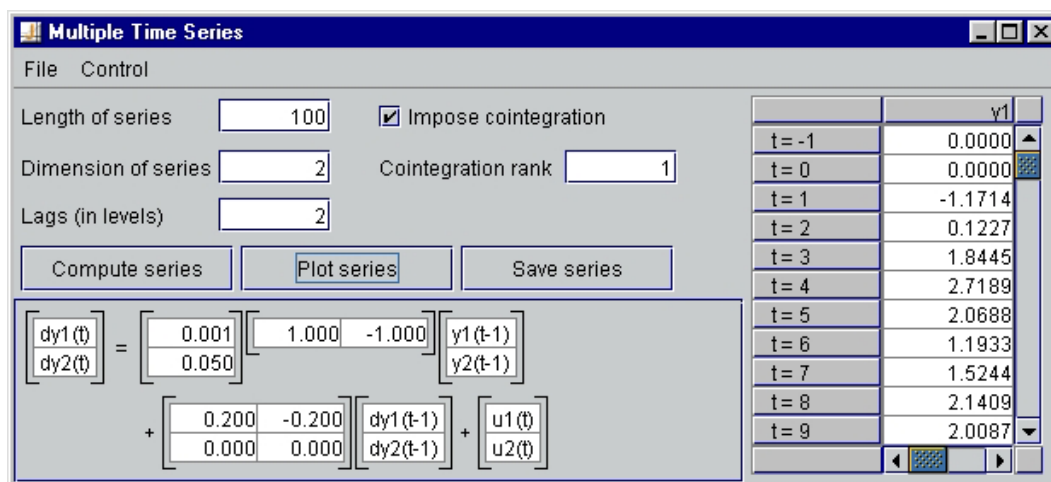 Multiple Time Series
File Control
Length of series 100 Impose cointegration
Dimension of series 2 Cointegration rank 1
Lags (in levels) 2
Compute series Plot series Save series
dy1(t) = 0.001 1.000 -1.000 y1(t-1)
dy2(t) 0.050 y2(t-1)
+ 0.200 -0.200 dy1(t-1) + u1(t)
0.000 0.000 dy2(t-1) u2(t)
y1
t = -1 0.0000
t = 0 0.0000
t = 1 -1.1714
t = 2 0.1227
t = 3 1.8445
t = 4 2.7189
t = 5 2.0688
t = 6 1.1933
t = 7 1.5244
t = 8 2.1409
t = 9 2.0087